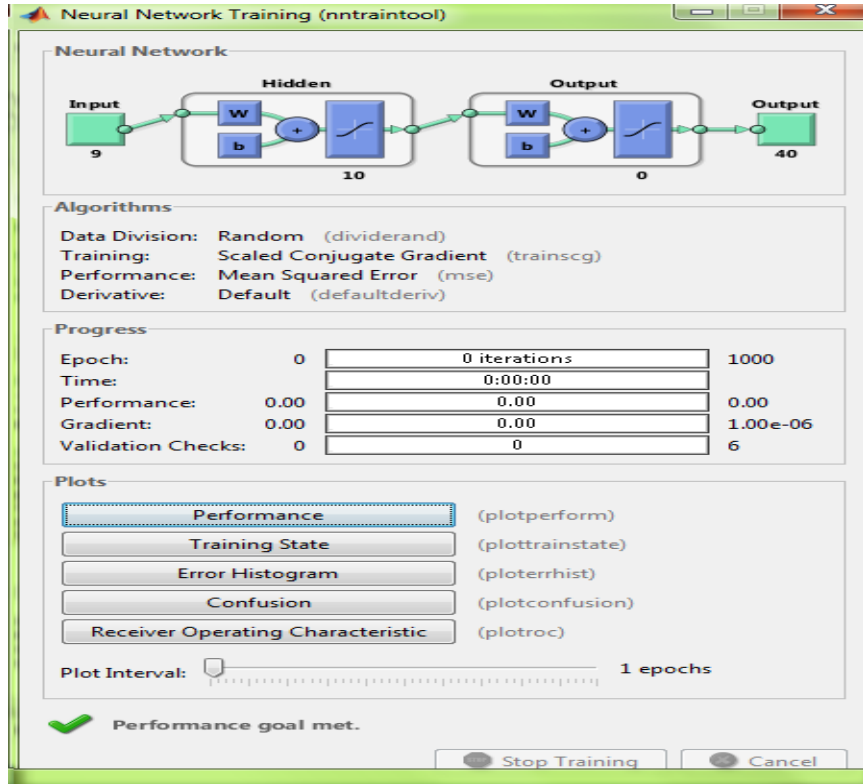 Neural Network Training (nntraintool)
Neural Network
Hidden Output
Input Output
W W
+ +
b b
9 40
10 0
Algorithms
Data Division: Random (dividerand)
Training: Scaled Conjugate Gradient (trainscg)
Performance: Mean Squared Error (mse)
Derivative: Default (defaultderiv)
Progress
Epoch: 0 0 iterations 1000
Time: 0:00:00
Performance: 0.00 0.00 0.00
Gradient: 0.00 0.00 1.00e-06
Validation Checks: 0 0 6
Plots
Performance (plotperform)
Training State (plottrainstate)
Error Histogram (ploterrhist)
Confusion (plotconfusion)
Receiver Operating Characteristic (plotroc)
Plot Interval: 1 epochs
Performance goal met.
Stop Training Cancel